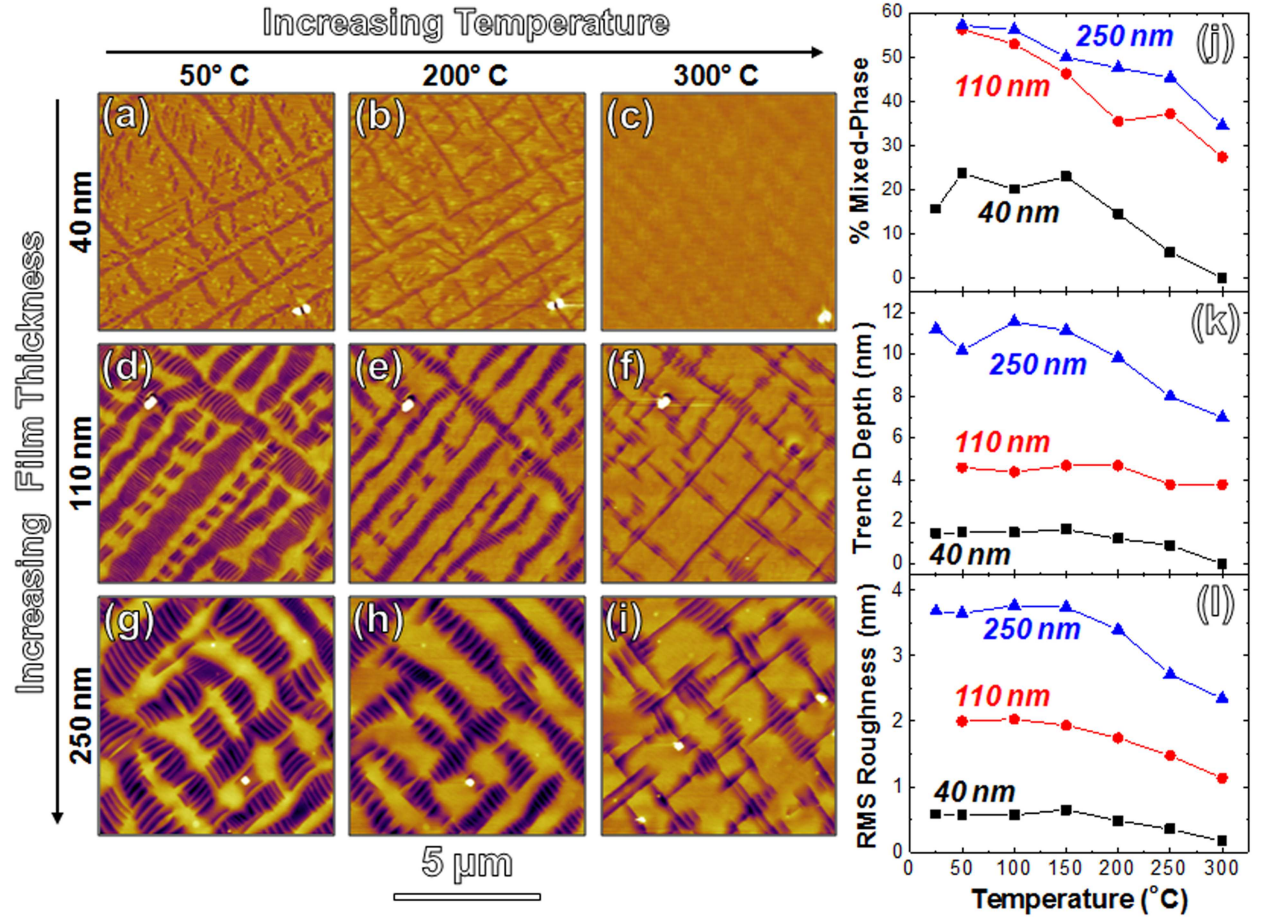 Increasing Temperature
50° C 200° C 300° C
Increasing Film Thickness
40 nm
(a) (b) (c)
110 nm
(d) (e) (f)
250 nm
(g) (h) (i)
5 µm
60
50
40
30
20
10
0
% Mixed-Phase
250 nm
110 nm
40 nm
(j)
12
10
8
6
4
2
0
Trench Depth (nm)
250 nm
110 nm
40 nm
(k)
4
3
2
1
0
RMS Roughness (nm)
250 nm
110 nm
40 nm
(l)
0 50 100 150 200 250 300
Temperature (°C)